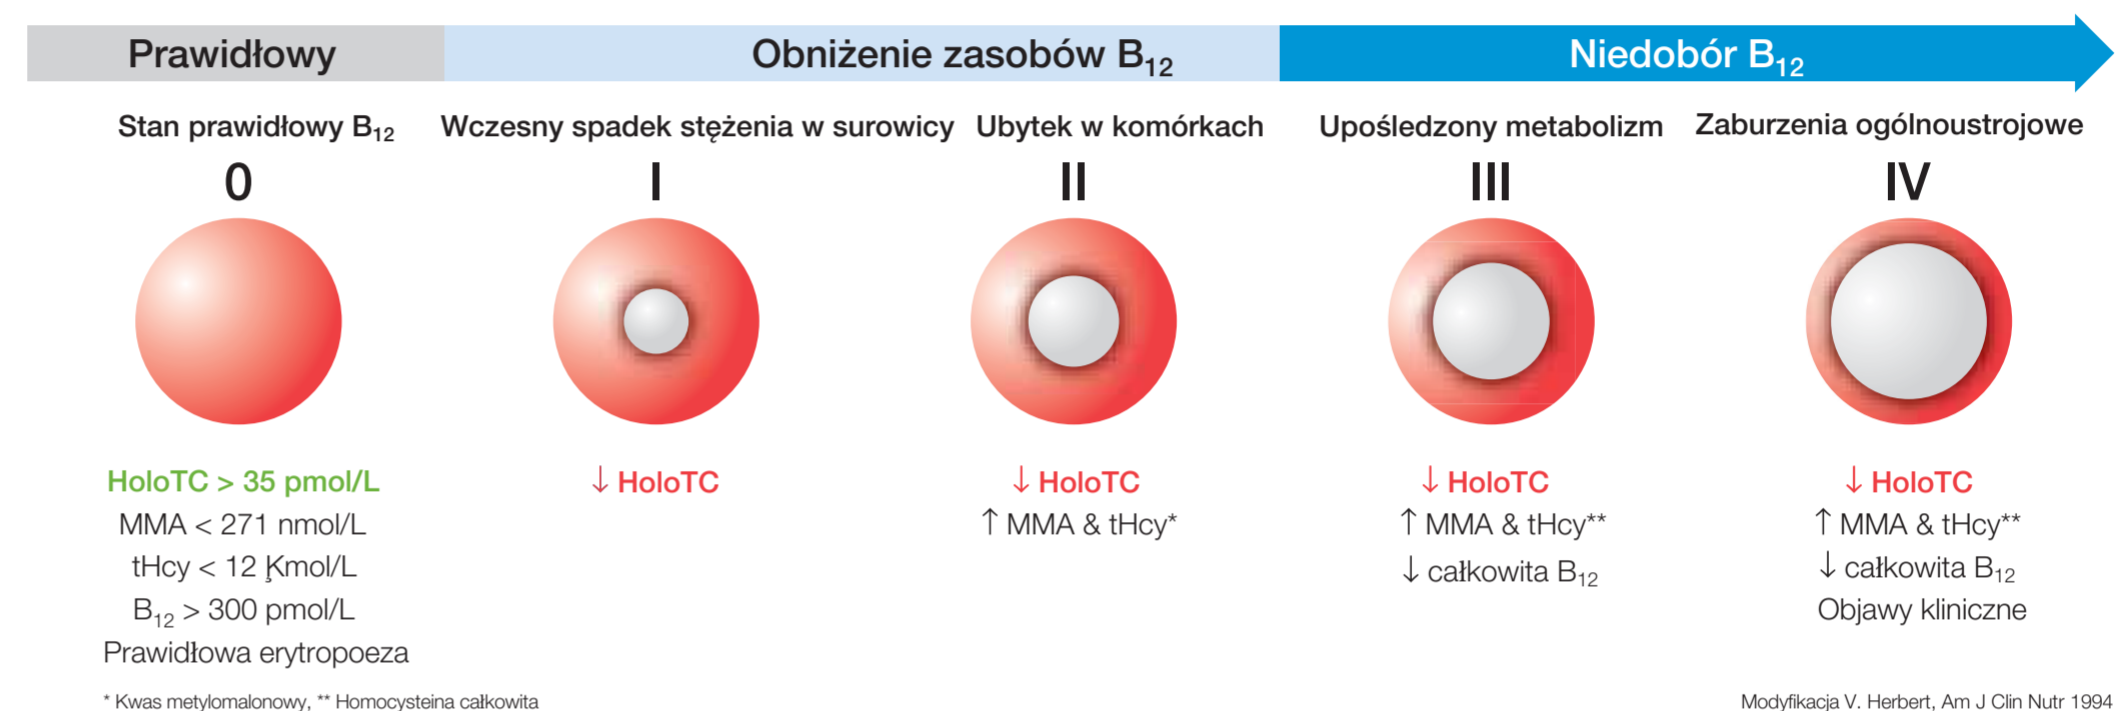 Prawidłowy
Obniżenie zasobów B₁₂
Niedobór B₁₂
Stan prawidłowy B₁₂
Wczesny spadek stężenia w surowicy
Ubytek w komórkach
Upośledzony metabolizm
Zaburzenia ogólnoustrojowe
0
I
II
III
IV
HoloTC > 35 pmol/L
MMA < 271 nmol/L
tHcy < 12 Ķmol/L
B₁₂ > 300 pmol/L
Prawidłowa erytropoeza
↓ HoloTC
↓ HoloTC
↑ MMA & tHcy*
↓ HoloTC
↑ MMA & tHcy**
↓ całkowita B₁₂
↓ HoloTC
↑ MMA & tHcy**
↓ całkowita B₁₂
Objawy kliniczne
* Kwas metylomalonowy, ** Homocysteina całkowita
Modyfikacja V. Herbert, Am J Clin Nutr 1994